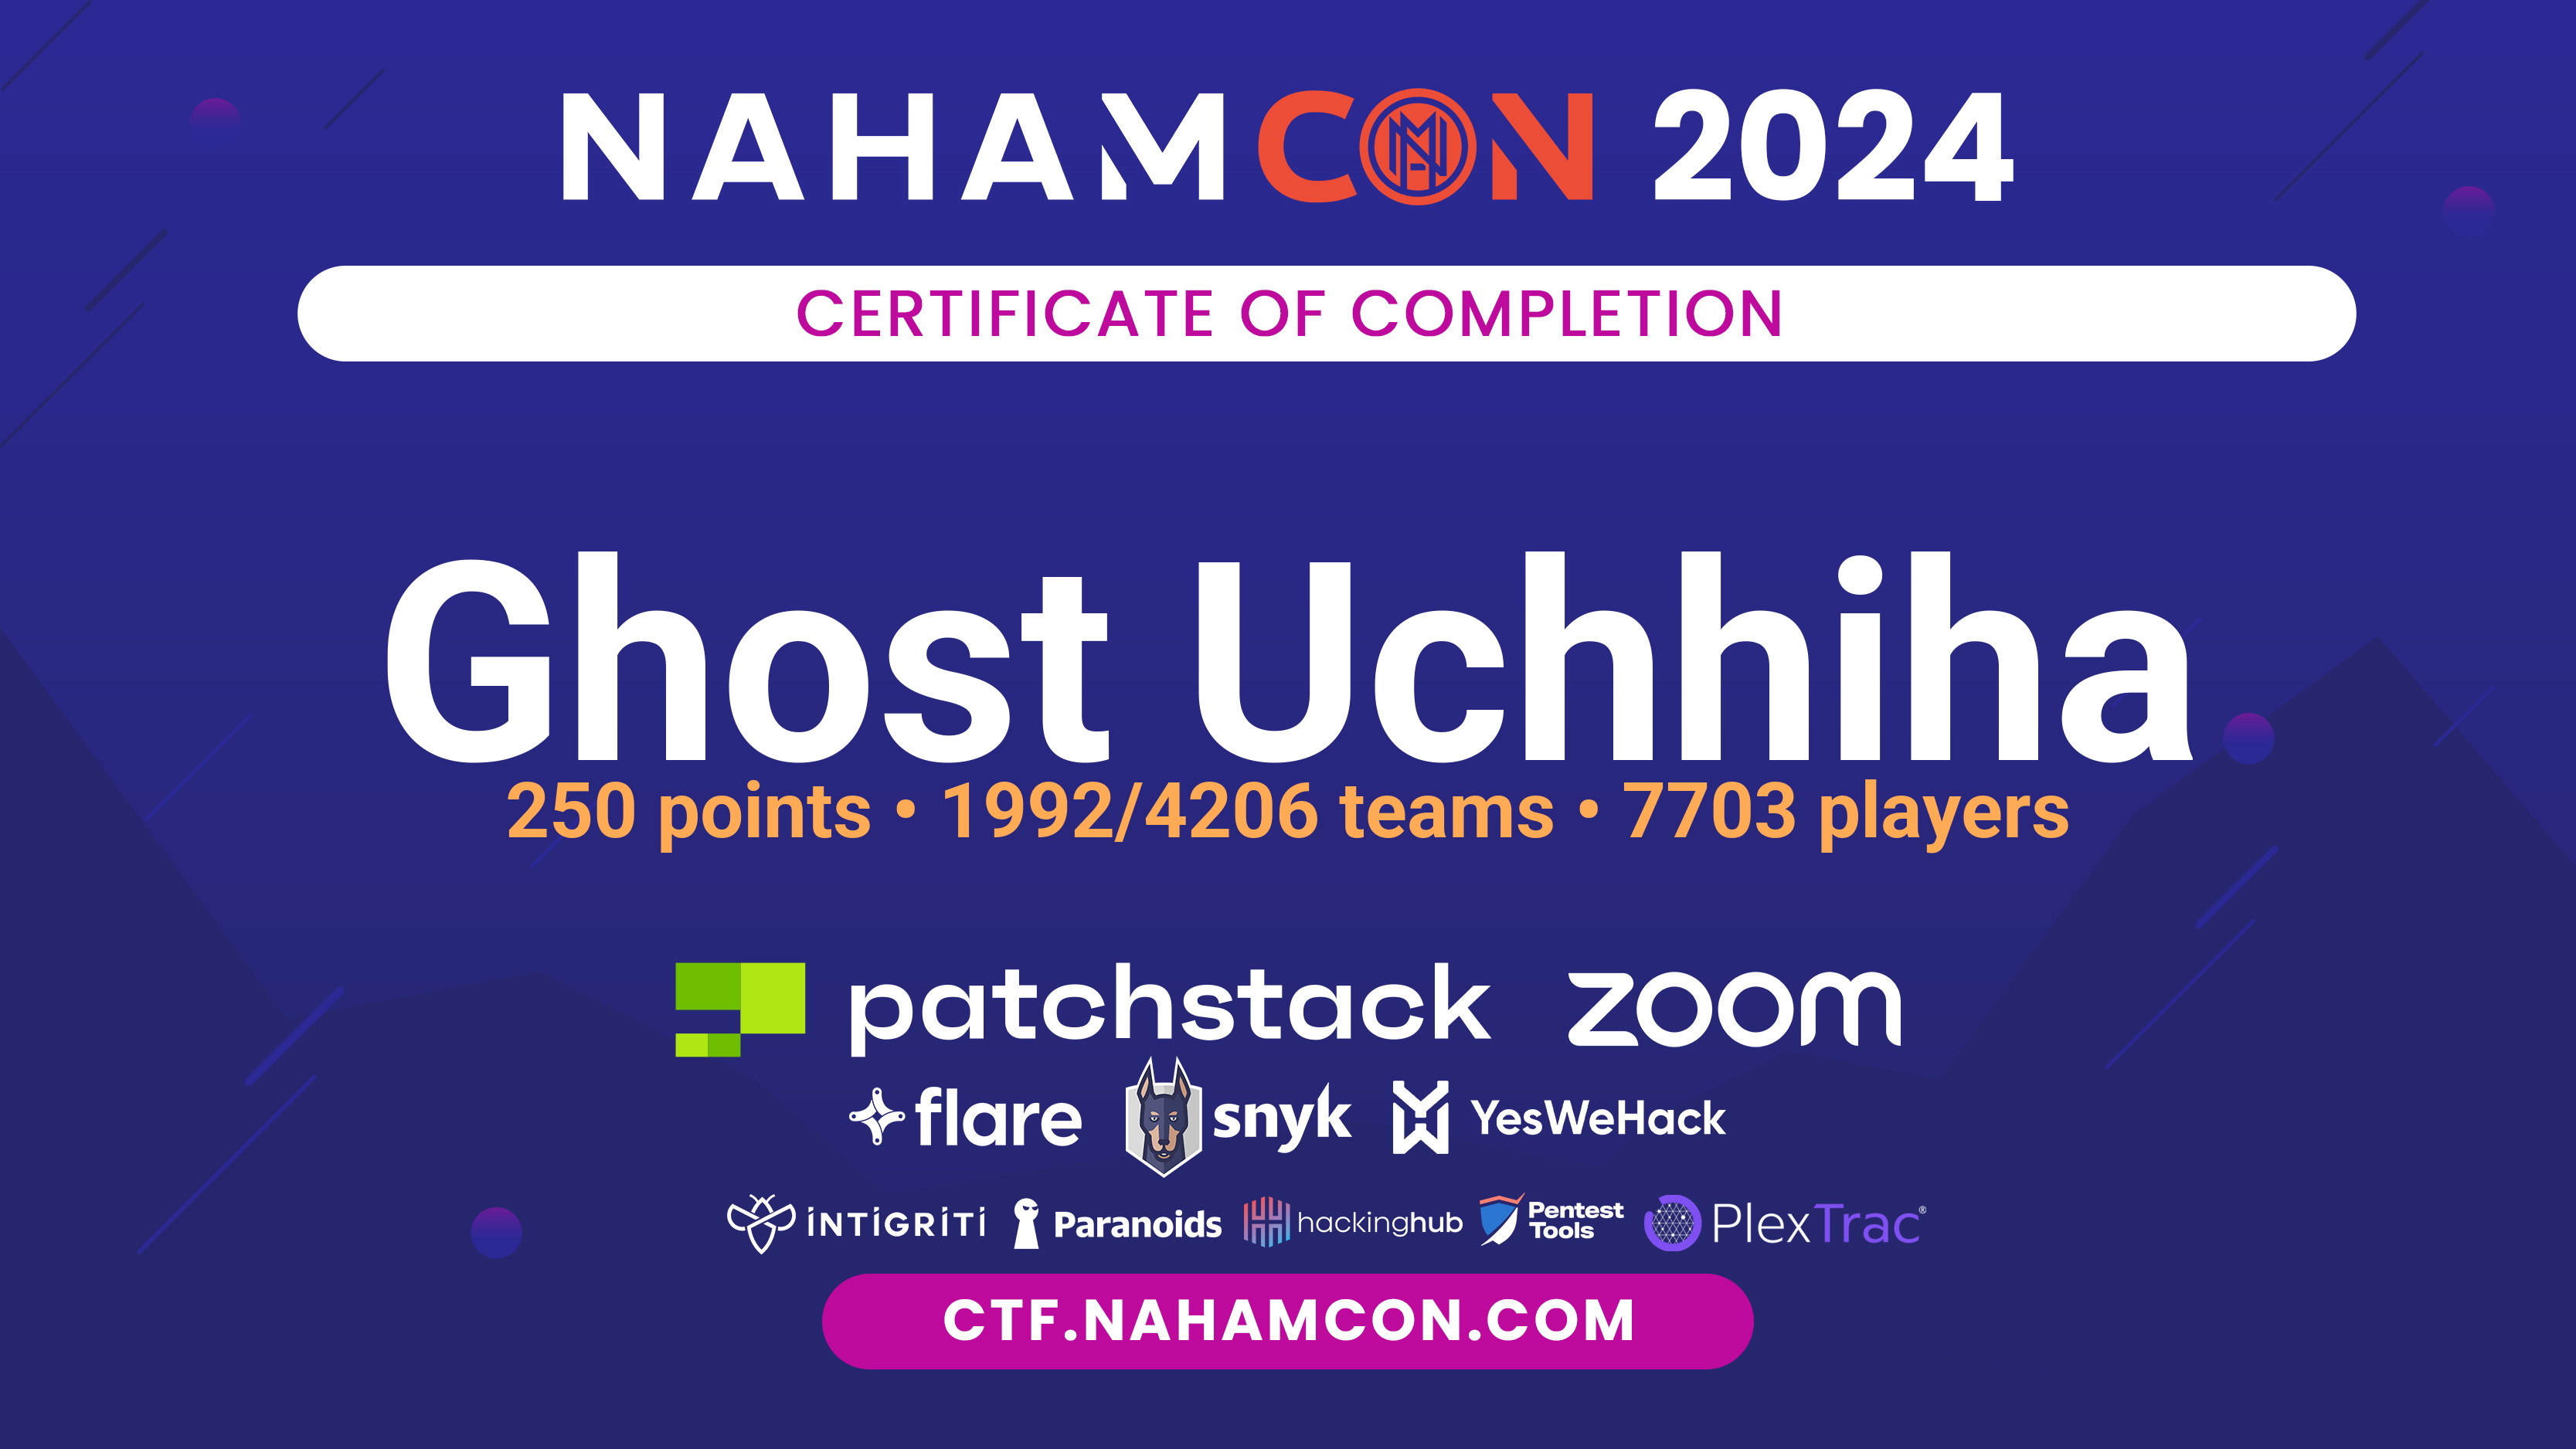 NAHAMCON 2024
CERTIFICATE OF COMPLETION
Ghost Uchhiha
250 points • 1992/4206 teams • 7703 players
patchstack zoom
flare snyk YesWeHack
INTIGRITI Paranoids hackinghub Pentest Tools PlexTrac®
CTF.NAHAMCON.COM